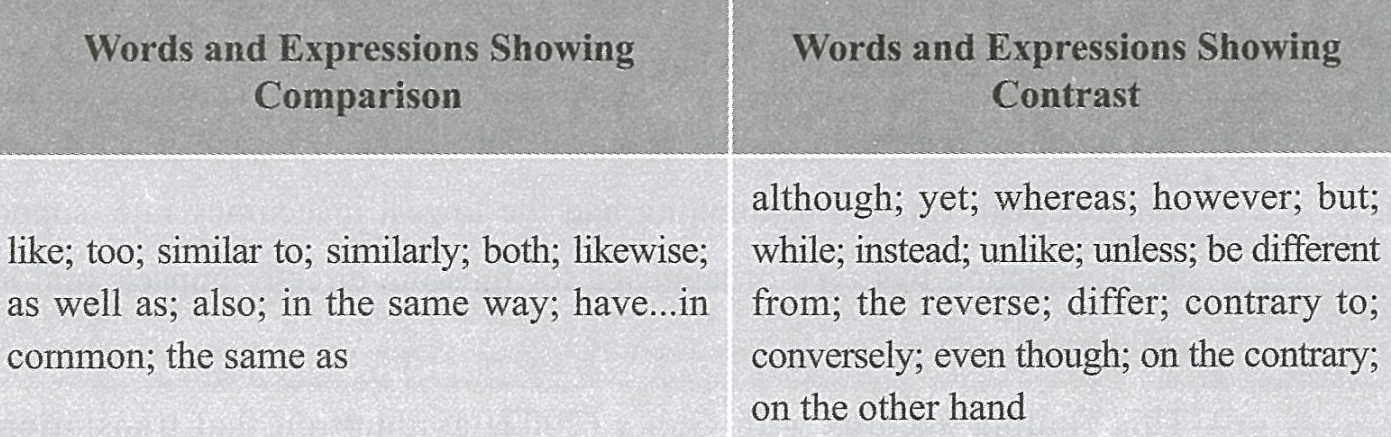 Words and Expressions Showing
Comparison
Words and Expressions Showing
Contrast
like; too; similar to; similarly; both; likewise;
as well as; also; in the same way; have...in
common; the same as
although; yet; whereas; however; but;
while; instead; unlike; unless; be different
from; the reverse; differ; contrary to;
conversely; even though; on the contrary;
on the other hand